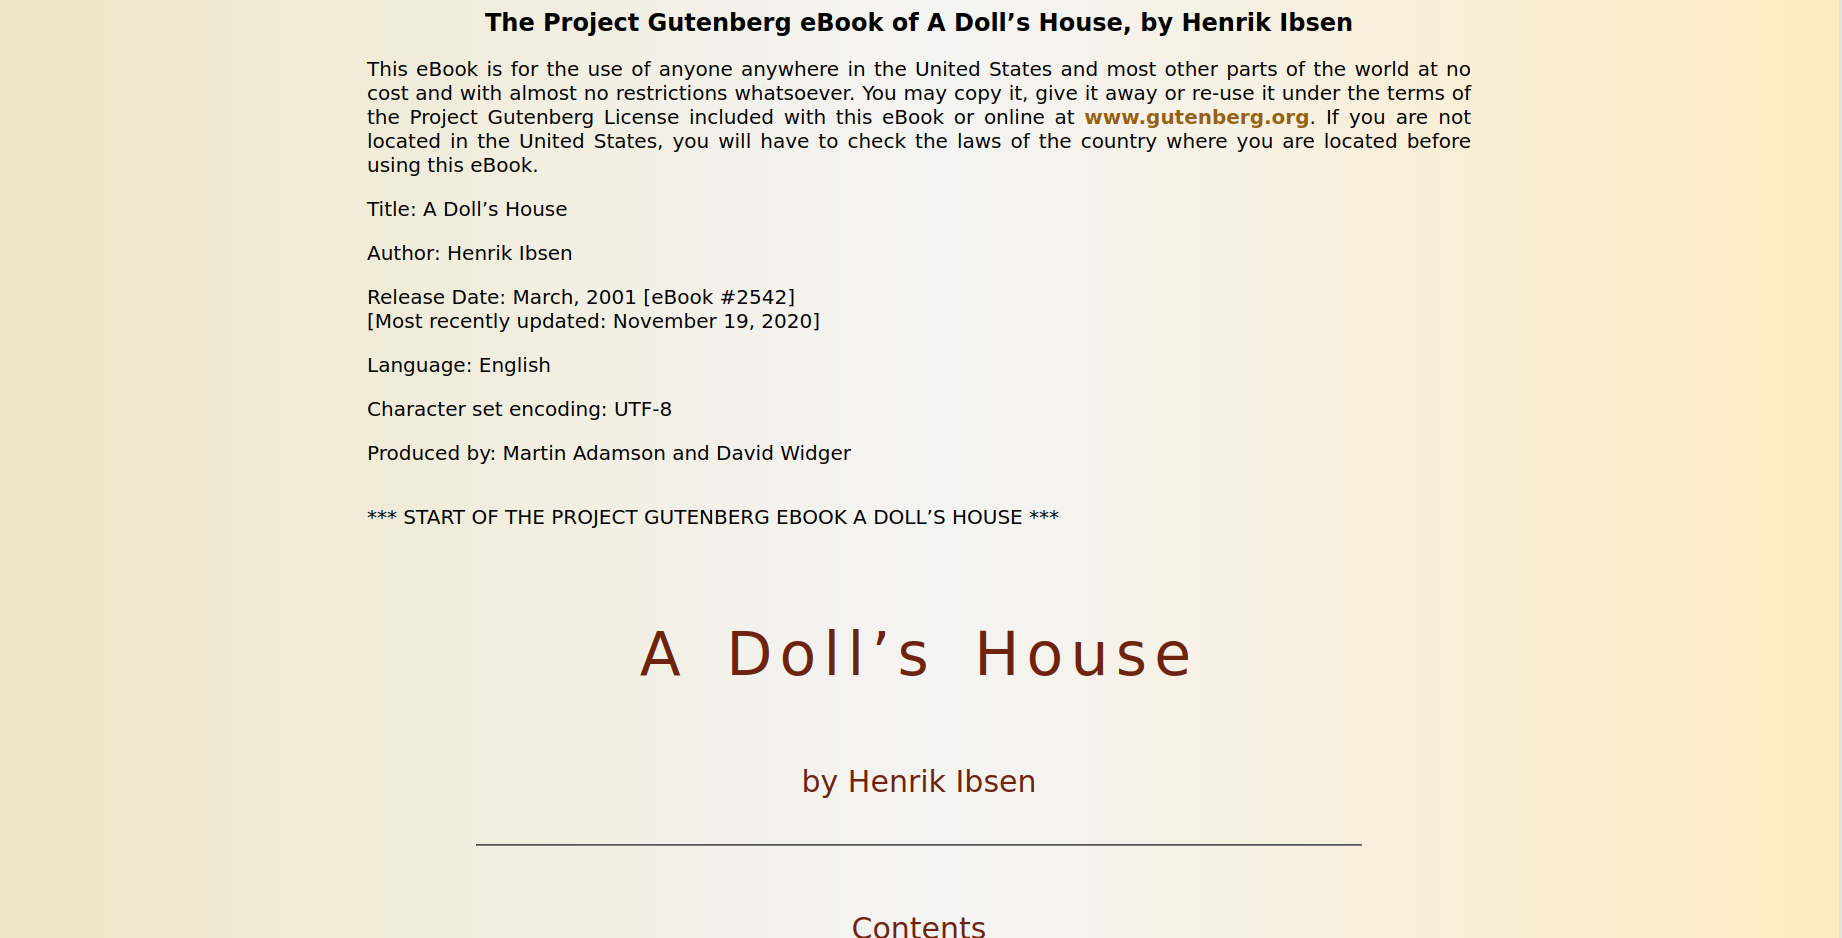 The Project Gutenberg eBook of A Doll’s House, by Henrik Ibsen
This eBook is for the use of anyone anywhere in the United States and most other parts of the world at no
cost and with almost no restrictions whatsoever. You may copy it, give it away or re-use it under the terms of
the Project Gutenberg License included with this eBook or online at www.gutenberg.org. If you are not
located in the United States, you will have to check the laws of the country where you are located before
using this eBook.
Title: A Doll’s House
Author: Henrik Ibsen
Release Date: March, 2001 [eBook #2542]
[Most recently updated: November 19, 2020]
Language: English
Character set encoding: UTF-8
Produced by: Martin Adamson and David Widger
*** START OF THE PROJECT GUTENBERG EBOOK A DOLL’S HOUSE ***
A Doll’s House
by Henrik Ibsen
Contents